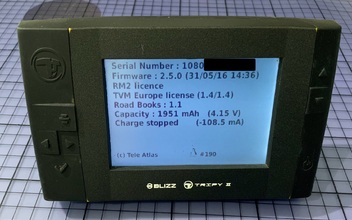 Serial Number : 1080
Firmware : 2.5.0 (31/05/16 14:36)
RM2 licence
TVM Europe license (1.4/1.4)
Road Books : 1.1
Capacity : 1951 mAh (4.15 V)
Charge stopped (-108.5 mA)
(c) Tele Atlas
BLIZZ TRIPY II